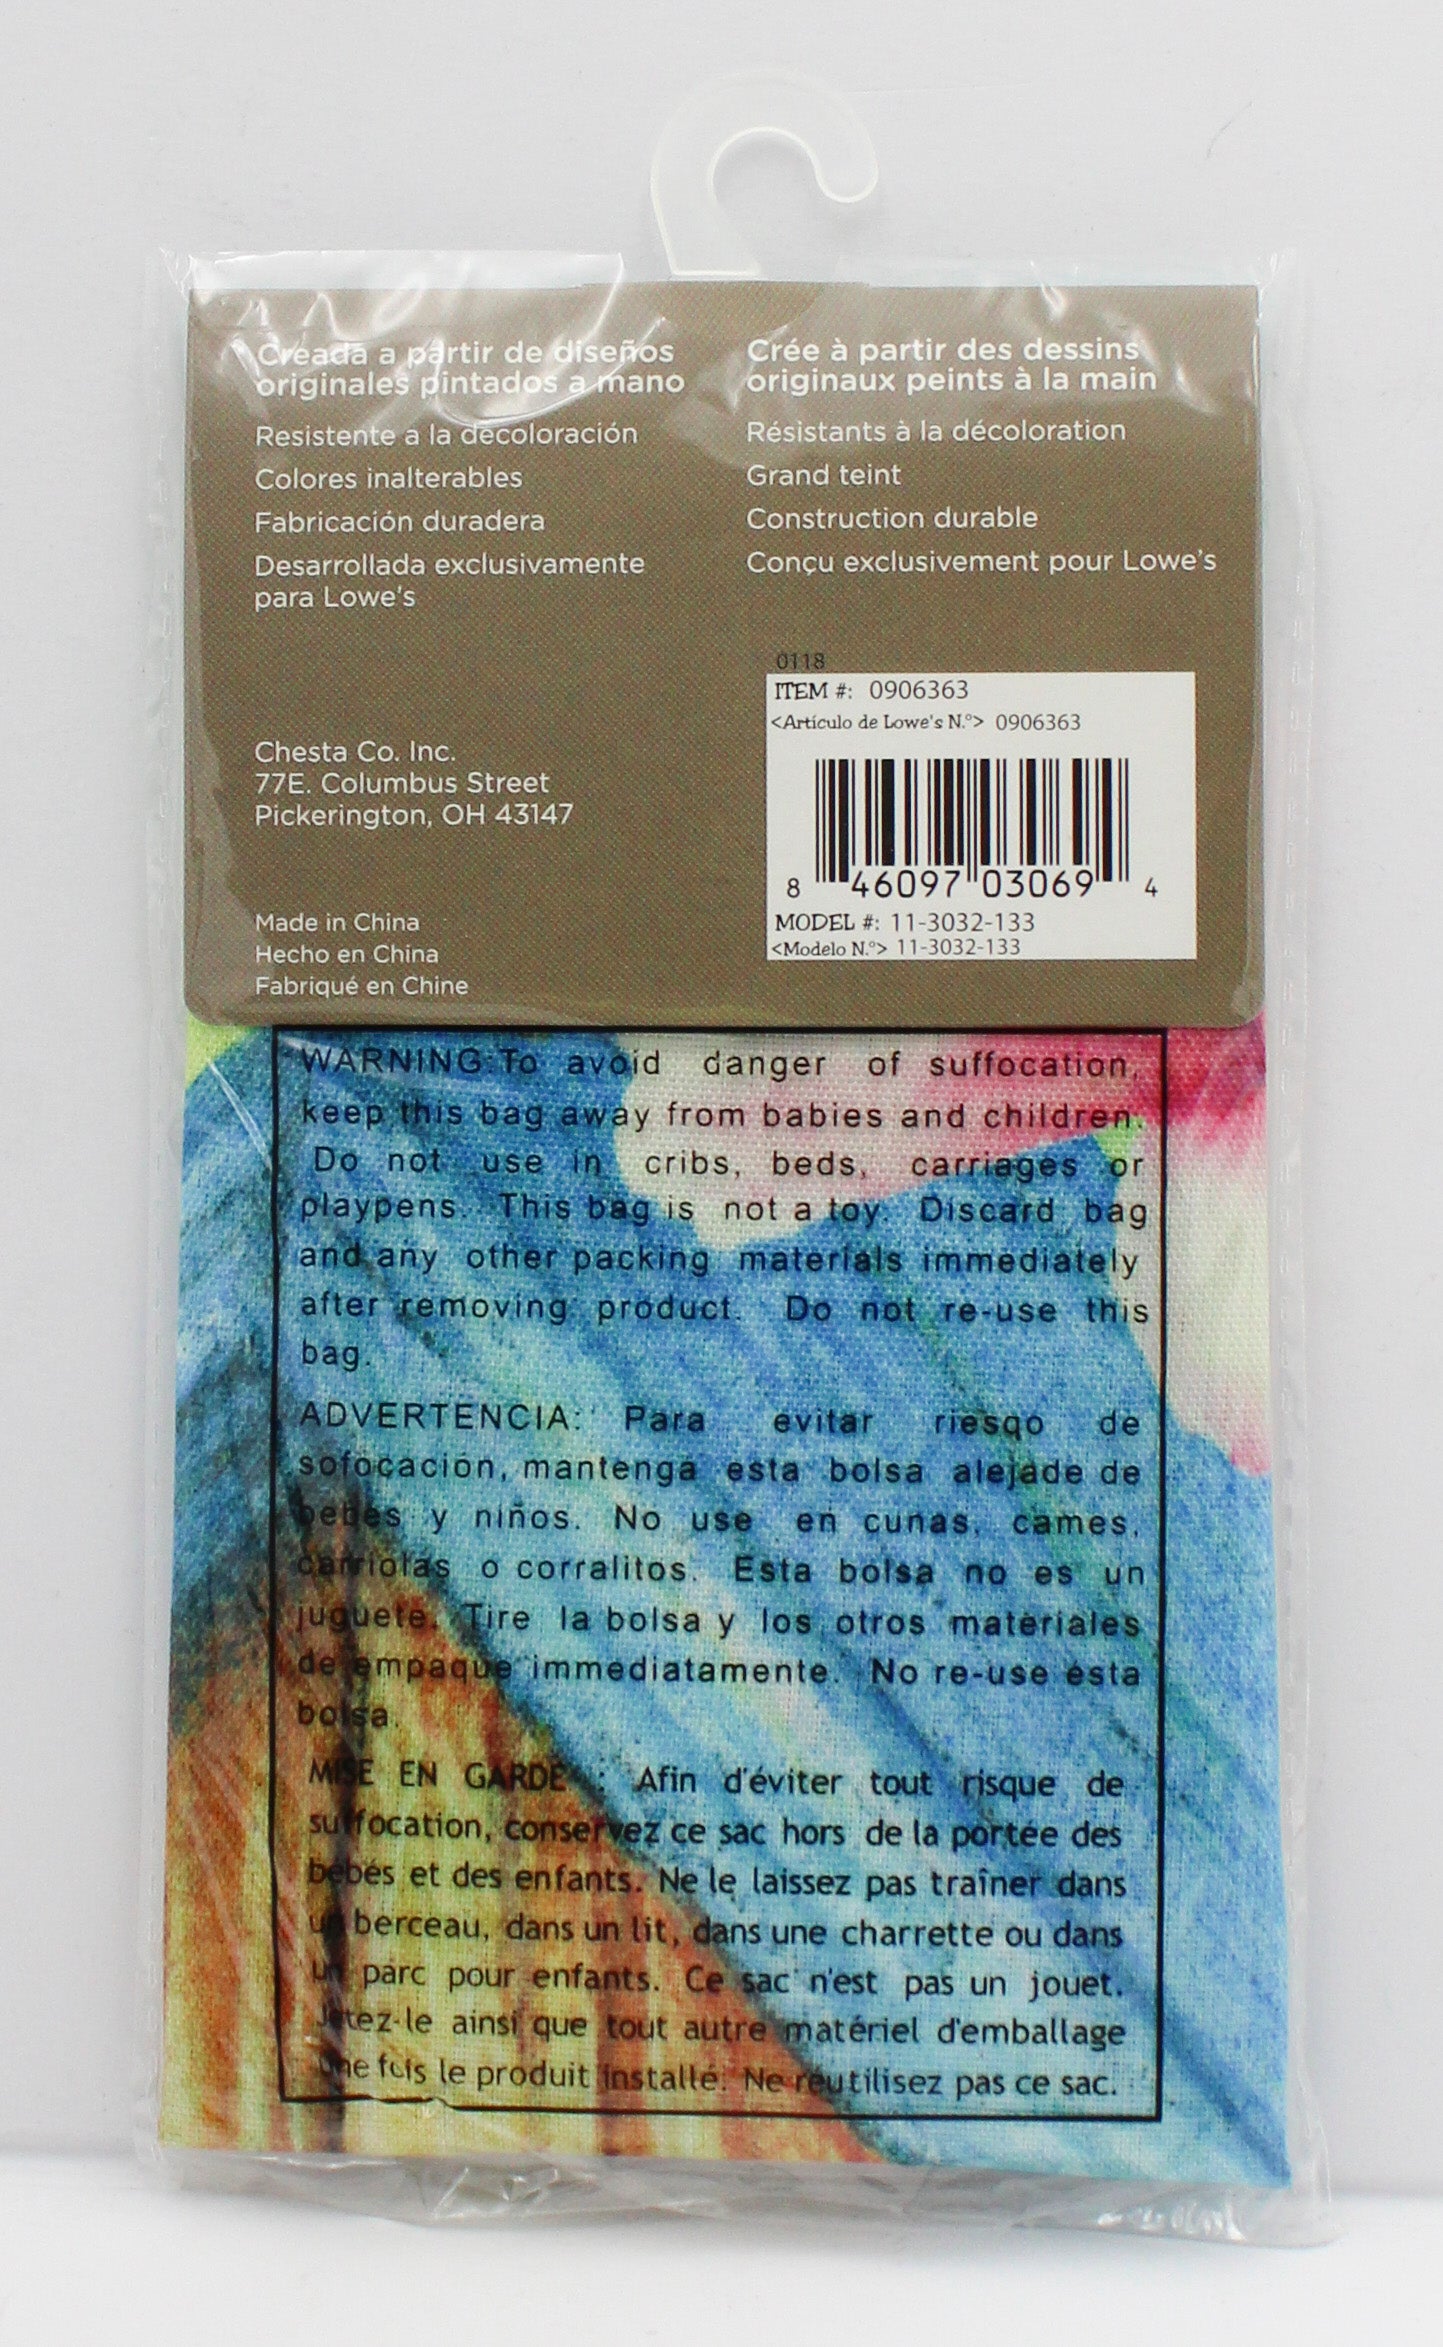 Creada a partir de diseños
originales pintados a mano
Resistente a la decoloración
Colores inalterables
Fabricación duradera
Desarrollada exclusivamente
para Lowe's
Crée à partir des dessins
originaux peints à la main
Résistants à la décoloration
Grand teint
Construction durable
Conçu exclusivement pour Lowe's
Chesta Co. Inc.
77E. Columbus Street
Pickerington, OH 43147
Made in China
Hecho en China
Fabriqué en Chine
0118
ITEM #: 0906363
<Artículo de Lowe's N.º> 0906363
8 46097 03069 4
MODEL #: 11-3032-133
<Modelo N.º> 11-3032-133
WARNING:To avoid danger of suffocation,
keep this bag away from babies and children.
Do not use in cribs, beds, carriages or
playpens. This bag is not a toy. Discard bag
and any other packing materials immediately
after removing product. Do not re-use this
bag.
ADVERTENCIA: Para evitar riesgo de
sofocación, mantenga esta bolsa alejade de
bebes y niños. No use en cunas, cames,
carriolas o corralitos. Esta bolsa no es un
juguete. Tire la bolsa y los otros materiales
de empaque immediatamente. No re-use ésta
bolsa.
MISE EN GARDE : Afin d'éviter tout risque de
suffocation, conservez ce sac hors de la portée des
bébés et des enfants. Ne le laissez pas traîner dans
un berceau, dans un lit, dans une charrette ou dans
un parc pour enfants. Ce sac n'est pas un jouet.
Jetez-le ainsi que tout autre matériel d'emballage
une fois le produit installé. Ne réutilisez pas ce sac.